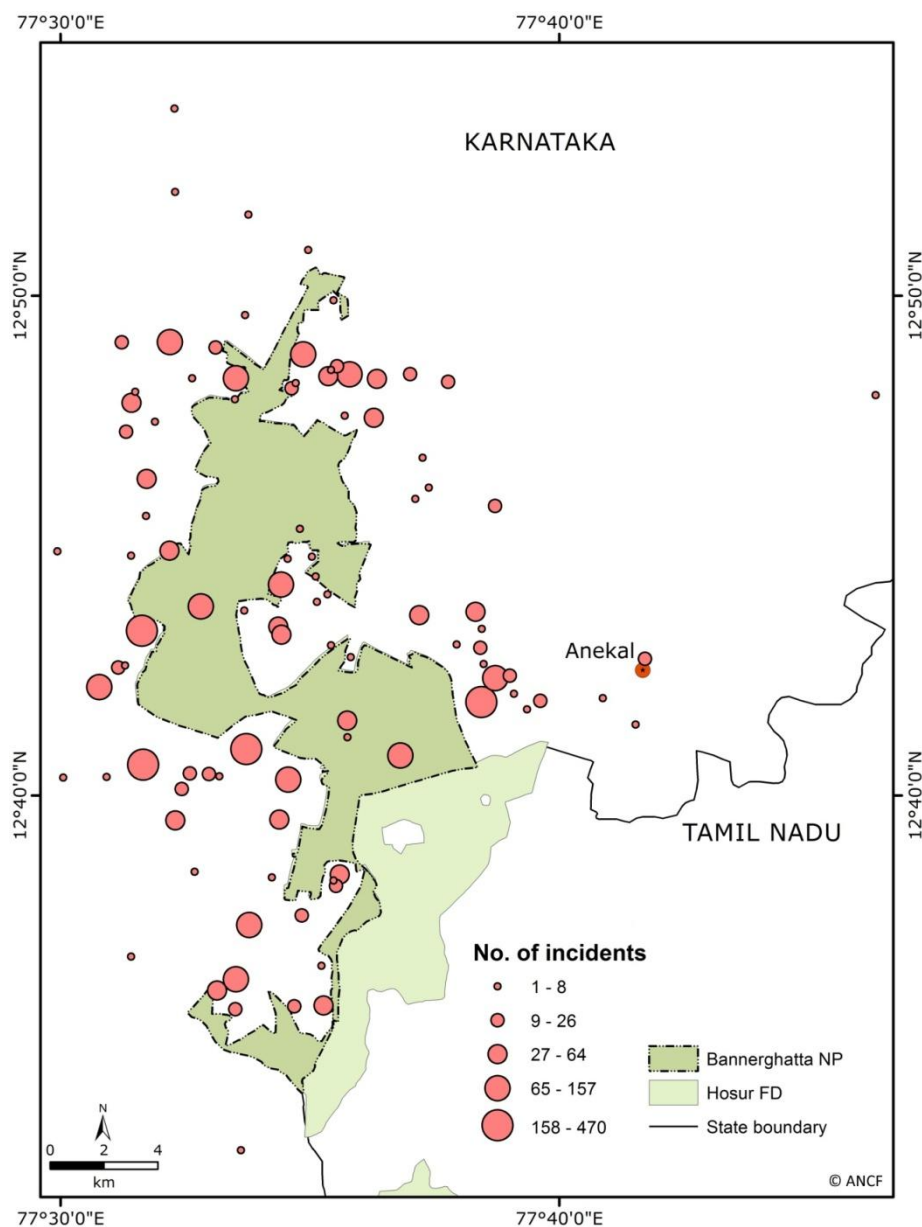 77°30'0"E
77°40'0"E
KARNATAKA
12°50'0"N
12°50'0"N
Anekal
12°40'0"N
12°40'0"N
TAMIL NADU
No. of incidents
1 - 8
9 - 26
27 - 64
65 - 157
158 - 470
Bannerghatta NP
Hosur FD
State boundary
N
0 2 4
km
© ANCF
77°30'0"E
77°40'0"E